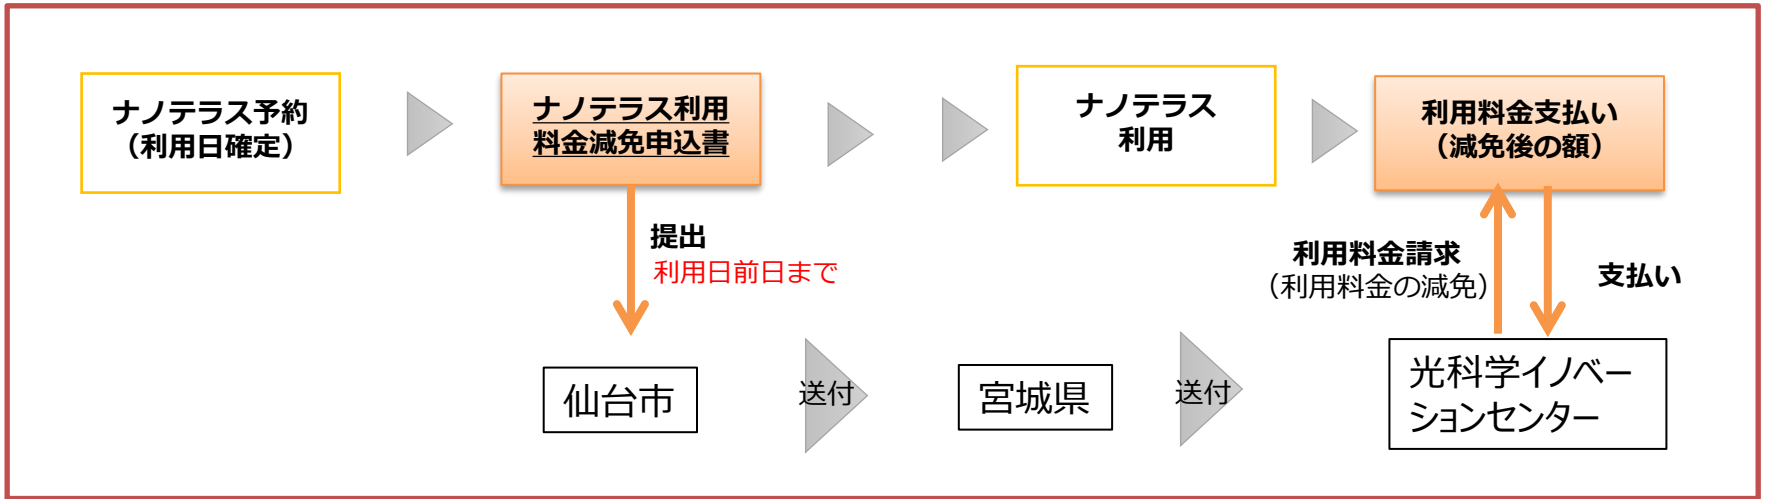 ナノテラス予約
（利用日確定）
ナノテラス利用
料金減免申込書
ナノテラス
利用
利用料金支払い
（減免後の額）
提出
利用日前日まで
利用料金請求
（利用料金の減免）
支払い
仙台市
送付
宮城県
送付
光科学イノベー
ションセンター